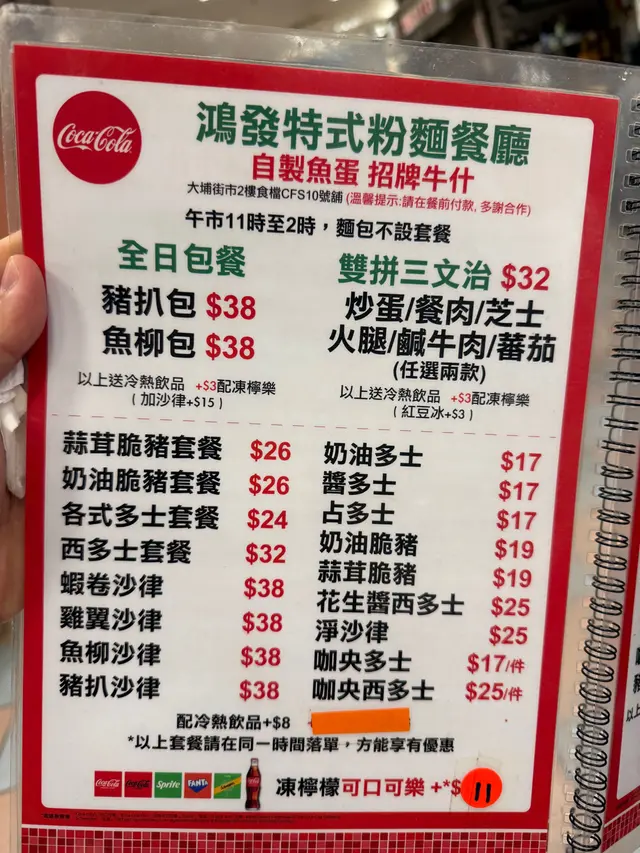 Coca-Cola
鴻發特式粉麵餐廳
自製魚蛋 招牌牛什
大埔街市2樓食檔CFS10號舖 (溫馨提示:請在餐前付款, 多謝合作)
午市11時至2時，麵包不設套餐
全日包餐
豬扒包 $38
魚柳包 $38
以上送冷熱飲品 +$3配凍檸樂
( 加沙律+$15 )
雙拼三文治 $32
炒蛋/餐肉/芝士
火腿/鹹牛肉/蕃茄
(任選兩款)
以上送冷熱飲品 +$3配凍檸樂
( 紅豆冰+$3 )
蒜茸脆豬套餐 $26
奶油脆豬套餐 $26
各式多士套餐 $24
西多士套餐 $32
蝦卷沙律 $38
雞翼沙律 $38
魚柳沙律 $38
豬扒沙律 $38
奶油多士 $17
醬多士 $17
占多士 $17
奶油脆豬 $19
蒜茸脆豬 $19
花生醬西多士 $25
淨沙律 $25
咖央多士 $17/件
咖央西多士 $25/件
配冷熱飲品+$8
*以上套餐請在同一時間落單，方能享有優惠
Coca-Cola Coca-Cola Sprite FANTA
凍檸檬可口可樂 +*$ 11